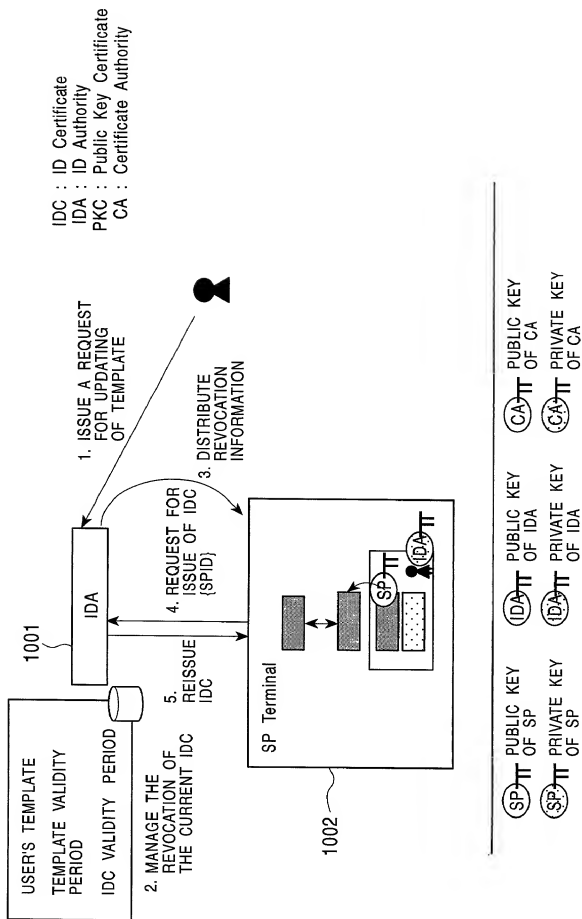 IDC : ID Certificate
IDA : ID Authority
PKC : Public Key Certificate
CA : Certificate Authority
1. ISSUE A REQUEST
FOR UPDATING
OF TEMPLATE
1001
IDA
USER'S TEMPLATE
TEMPLATE VALIDITY
PERIOD
IDC VALIDITY PERIOD
2. MANAGE THE
REVOCATION OF
THE CURRENT IDC
3. DISTRIBUTE
REVOCATION
INFORMATION
4. REQUEST FOR
ISSUE OF IDC
{SPID}
5.
REISSUE
IDC
SP Terminal
SP
IDA
1002
SP PUBLIC KEY
OF SP
SP PRIVATE KEY
OF SP
IDA PUBLIC KEY
OF IDA
IDA PRIVATE KEY
OF IDA
CA PUBLIC KEY
OF CA
CA PRIVATE KEY
OF CA